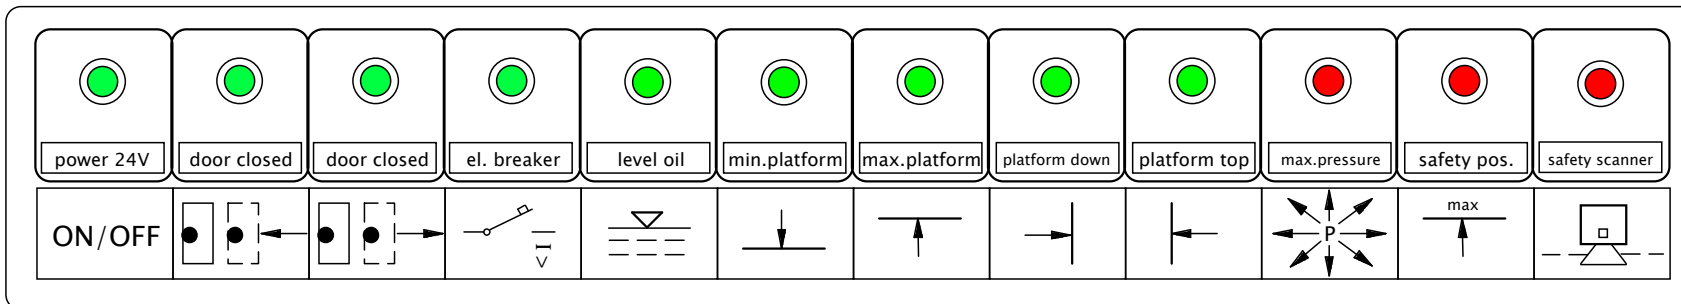 power 24V
door closed
door closed
el. breaker
level oil
min.platform
max.platform
platform down
platform top
max.pressure
safety pos.
safety scanner
ON/OFF
I>
P
max